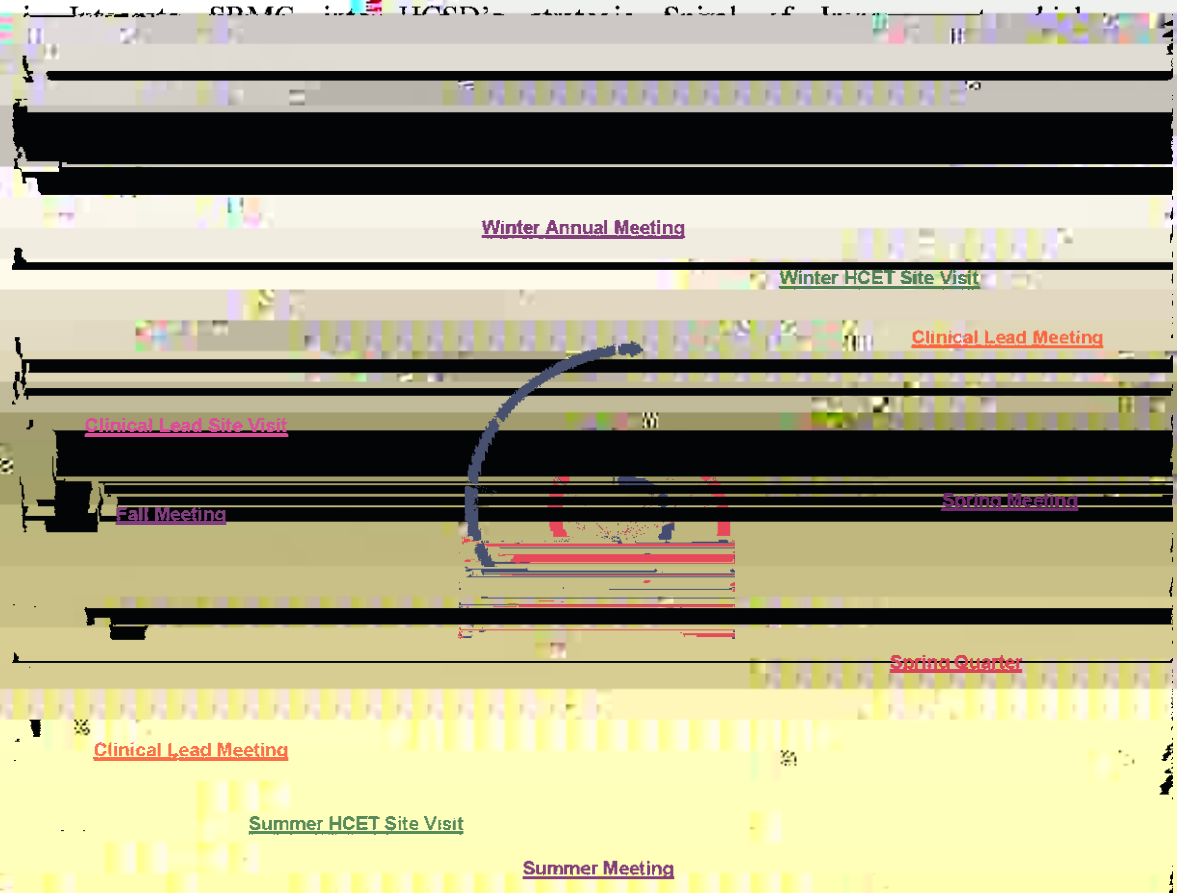 Winter Annual Meeting
Winter HCET Site Visit
Clinical Lead Meeting
Clinical Lead Site Visit
Spring Meeting
Fall Meeting
Spring Quarter
Clinical Lead Meeting
Summer HCET Site Visit
Summer Meeting